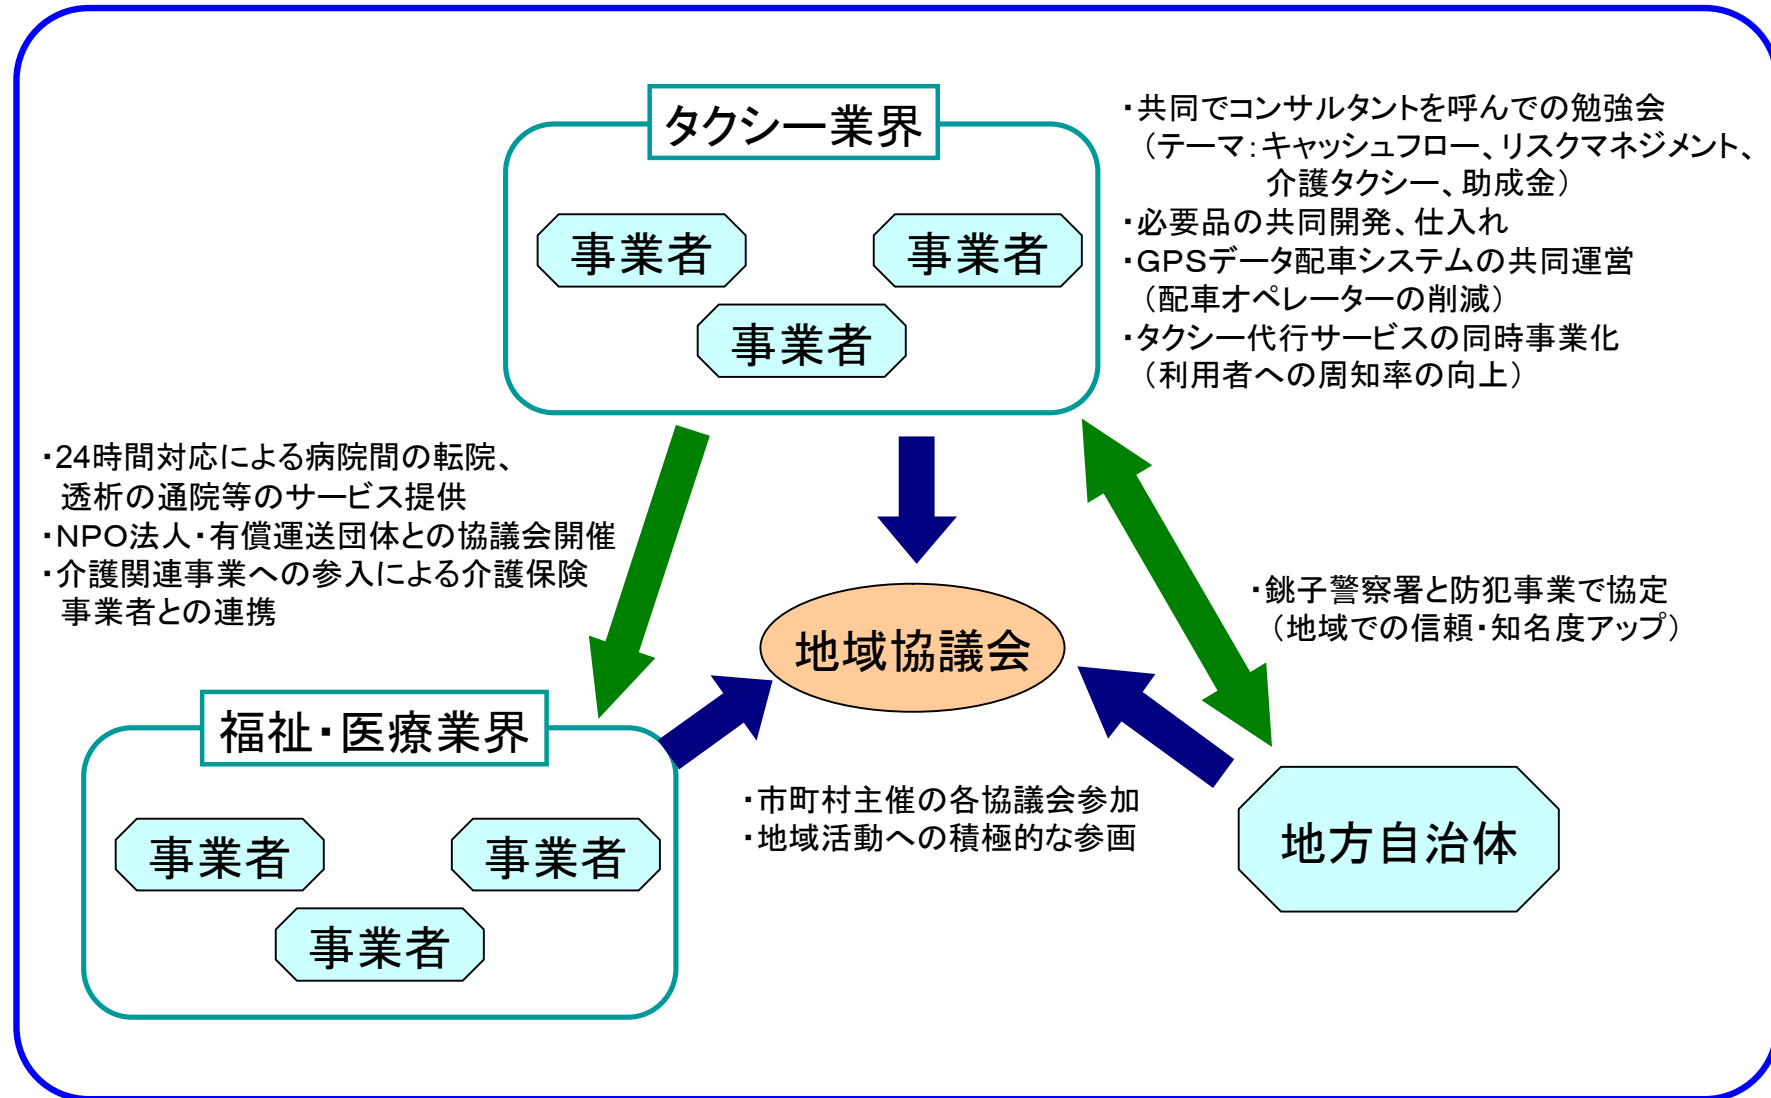 タクシー業界
事業者
事業者
事業者
・共同でコンサルタントを呼んでの勉強会
（テーマ：キャッシュフロー、リスクマネジメント、
介護タクシー、助成金）
・必要品の共同開発、仕入れ
・GPSデータ配車システムの共同運営
（配車オペレーターの削減）
・タクシー代行サービスの同時事業化
（利用者への周知率の向上）
・24時間対応による病院間の転院、
透析の通院等のサービス提供
・NPO法人・有償運送団体との協議会開催
・介護関連事業への参入による介護保険
事業者との連携
・銚子警察署と防犯事業で協定
（地域での信頼・知名度アップ）
地域協議会
福祉・医療業界
事業者
事業者
事業者
・市町村主催の各協議会参加
・地域活動への積極的な参画
地方自治体